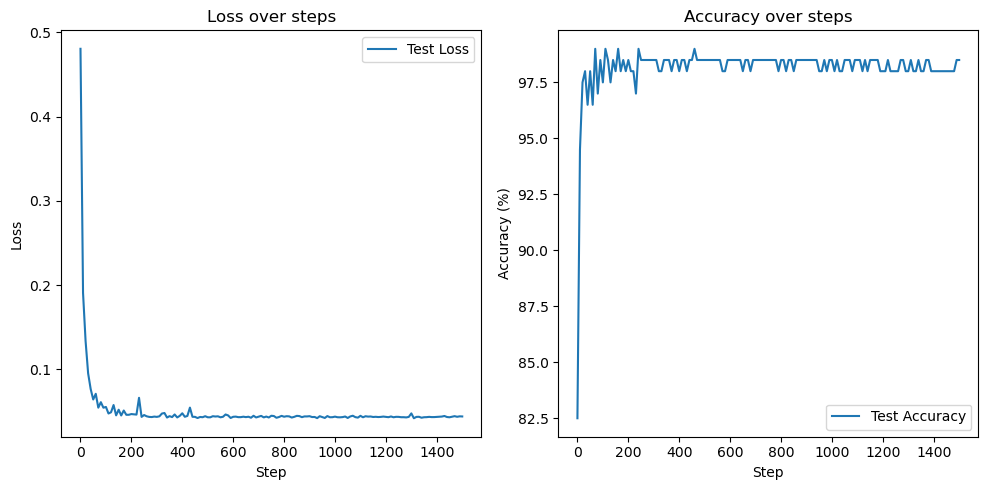 Loss over steps
Test Loss
0.5
0.4
0.3
0.2
0.1
Loss
0 200 400 600 800 1000 1200 1400
Step
Accuracy over steps
97.5
95.0
92.5
90.0
87.5
85.0
82.5
Accuracy (%)
Test Accuracy
0 200 400 600 800 1000 1200 1400
Step